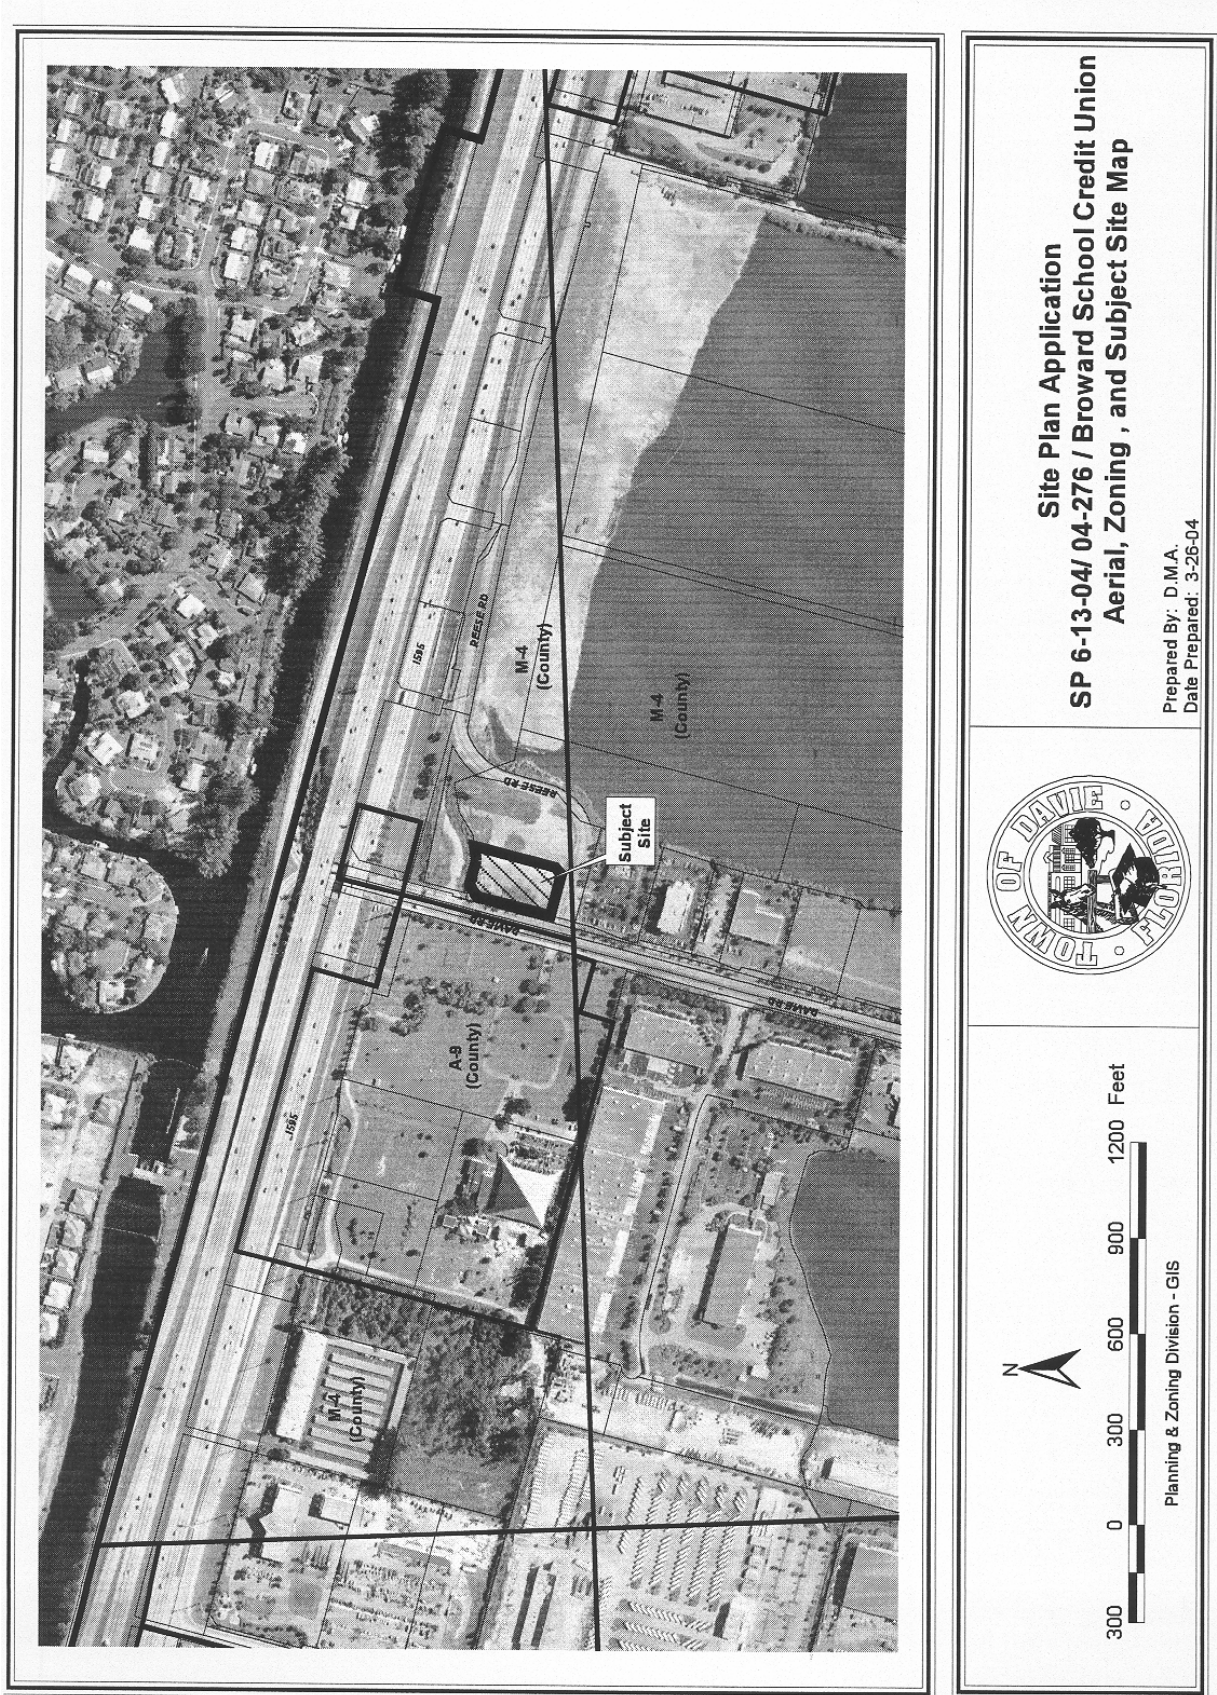 I595
REESE RD
M-4
(County)
M-4
(County)
REESE RD
Subject
Site
DAVIE RD
DAVIE RD
A-9
(County)
I595
M-4
(County)
Site Plan Application
SP 6-13-04/ 04-276 / Broward School Credit Union
Aerial, Zoning , and Subject Site Map
Prepared By: D.M.A.
Date Prepared: 3-26-04
TOWN OF DAVIE
FLORIDA
N
300 0 300 600 900 1200 Feet
Planning & Zoning Division - GIS